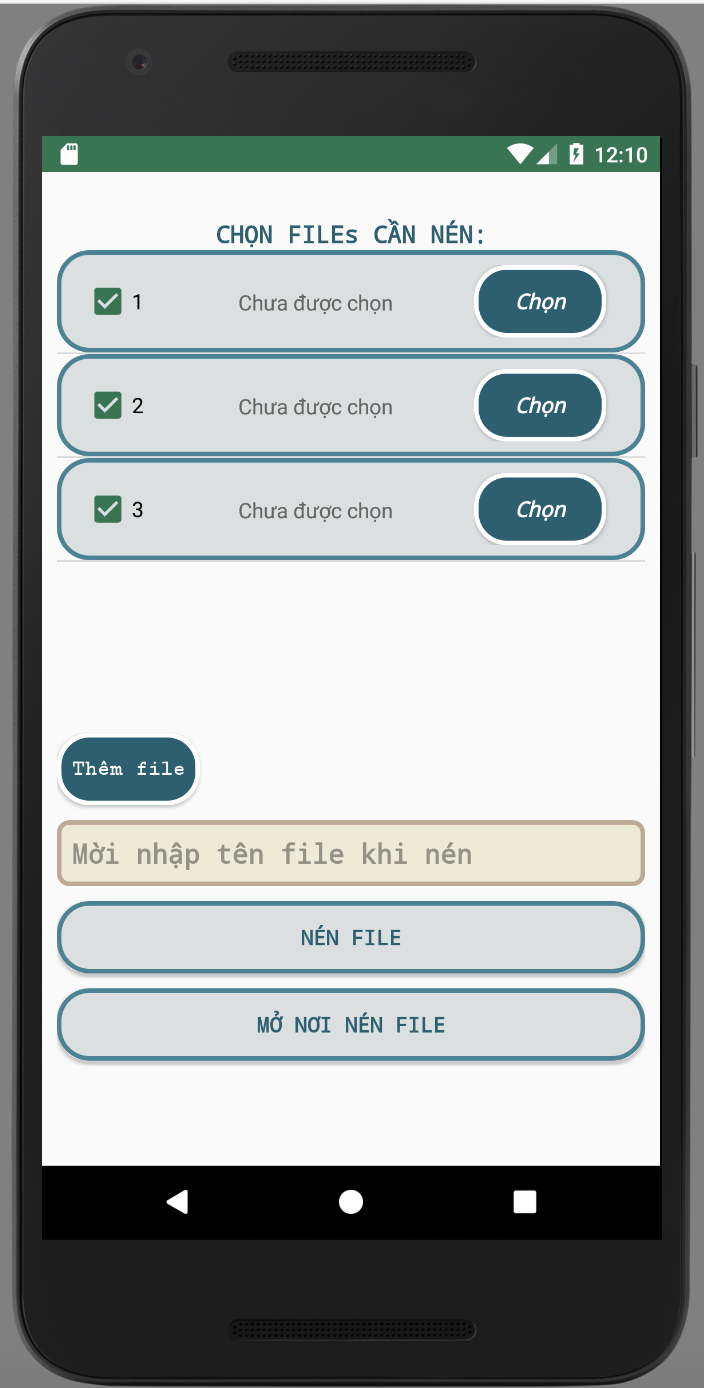 12:10
CHỌN FILEs CẦN NÉN:
1 Chưa được chọn Chọn
2 Chưa được chọn Chọn
3 Chưa được chọn Chọn
Thêm file
Mời nhập tên file khi nén
NÉN FILE
MỞ NƠI NÉN FILE